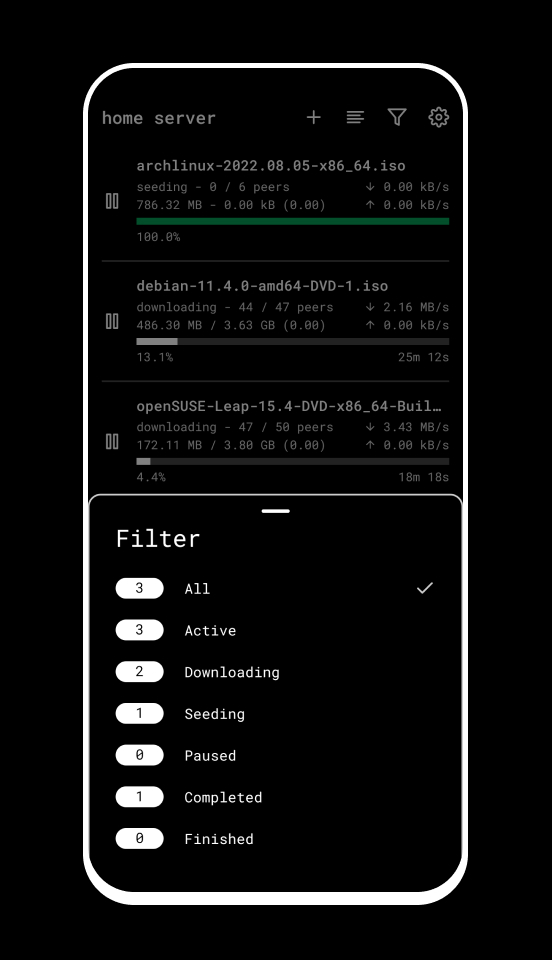 home server
archlinux-2022.08.05-x86_64.iso
seeding - 0 / 6 peers ↓ 0.00 kB/s
786.32 MB - 0.00 kB (0.00) ↑ 0.00 kB/s
100.0%
debian-11.4.0-amd64-DVD-1.iso
downloading - 44 / 47 peers ↓ 2.16 MB/s
486.30 MB / 3.63 GB (0.00) ↑ 0.00 kB/s
13.1% 25m 12s
openSUSE-Leap-15.4-DVD-x86_64-Buil…
downloading - 47 / 50 peers ↓ 3.43 MB/s
172.11 MB / 3.80 GB (0.00) ↑ 0.00 kB/s
4.4% 18m 18s
Filter
3 All
3 Active
2 Downloading
1 Seeding
0 Paused
1 Completed
0 Finished